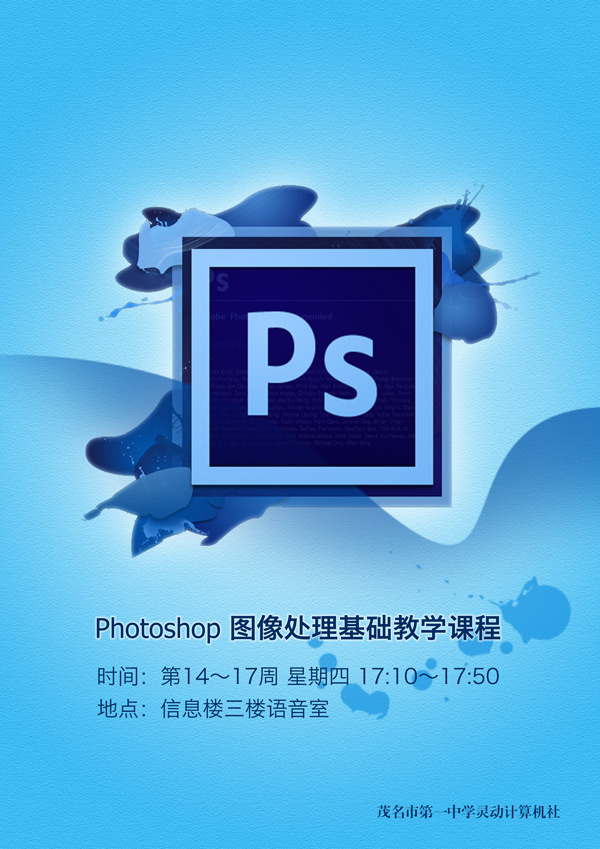 Ps
Photoshop 图像处理基础教学课程
时间：第14～17周 星期四 17:10～17:50
地点：信息楼三楼语音室
茂名市第一中学灵动计算机社